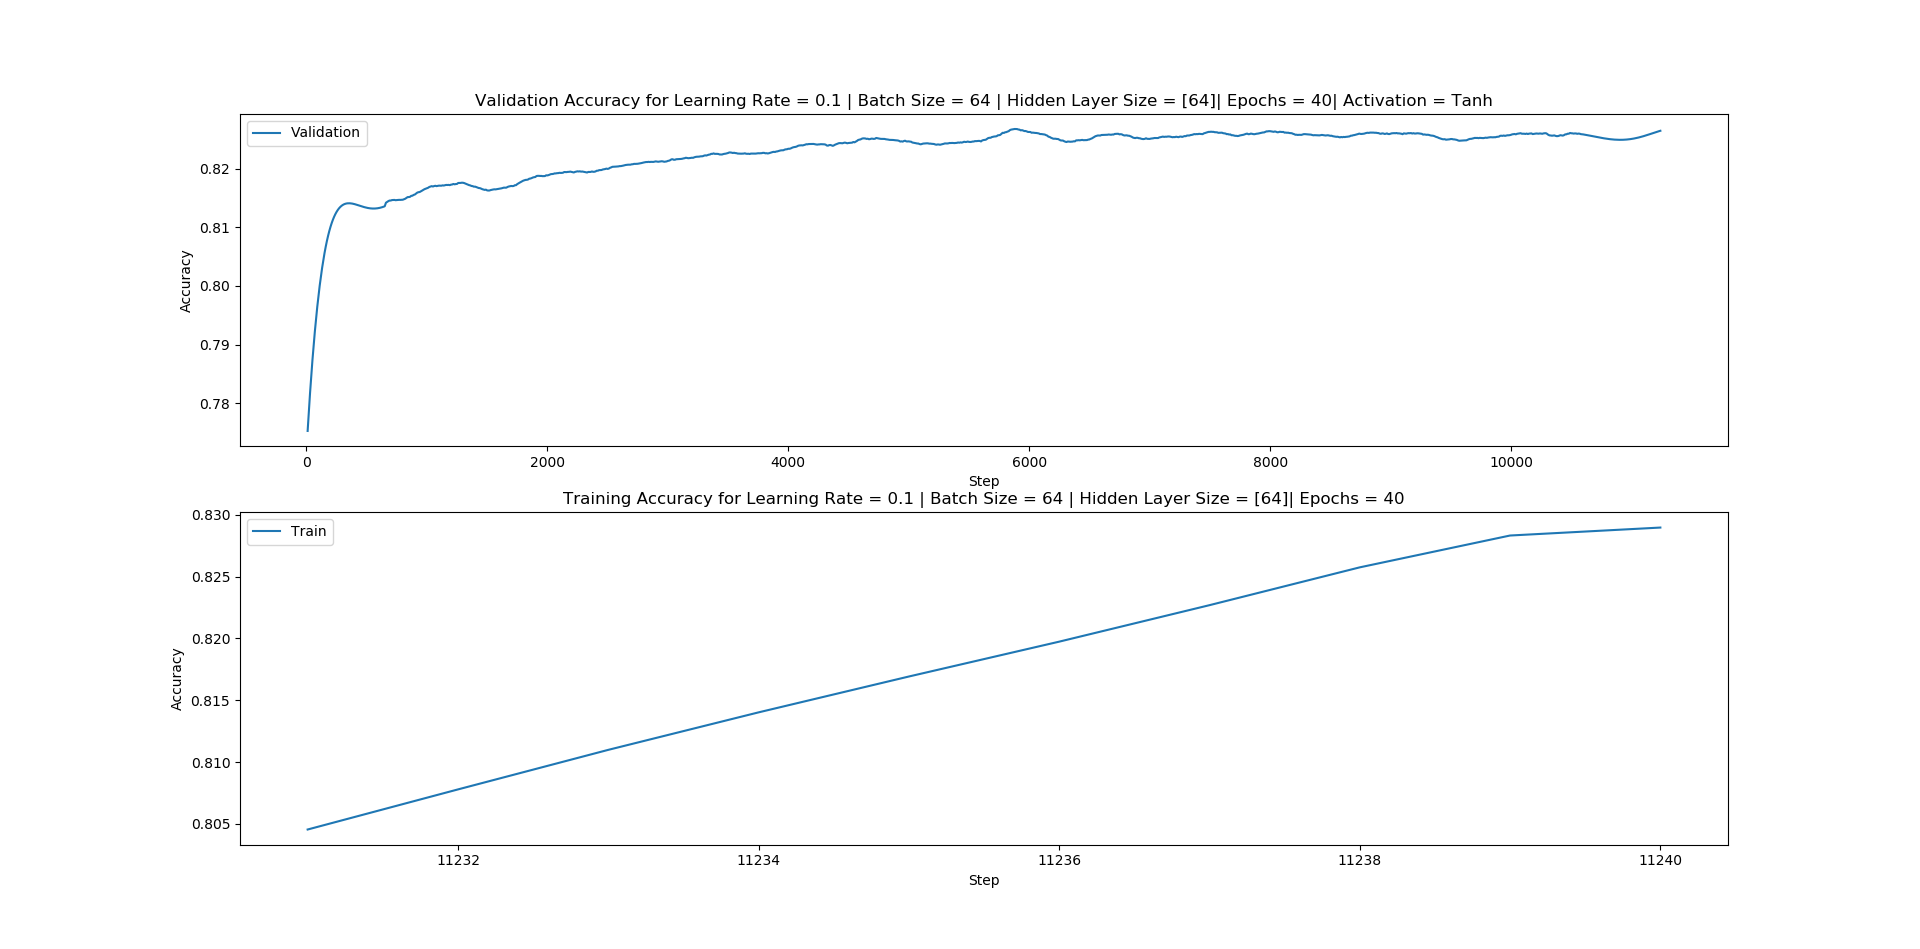 Validation Accuracy for Learning Rate = 0.1 | Batch Size = 64 | Hidden Layer Size = [64]| Epochs = 40| Activation = Tanh
Validation
0.82
0.81
0.80
0.79
0.78
Accuracy
0 2000 4000 6000 8000 10000
Step
Training Accuracy for Learning Rate = 0.1 | Batch Size = 64 | Hidden Layer Size = [64]| Epochs = 40
Train
0.830
0.825
0.820
0.815
0.810
0.805
Accuracy
11232 11234 11236 11238 11240
Step